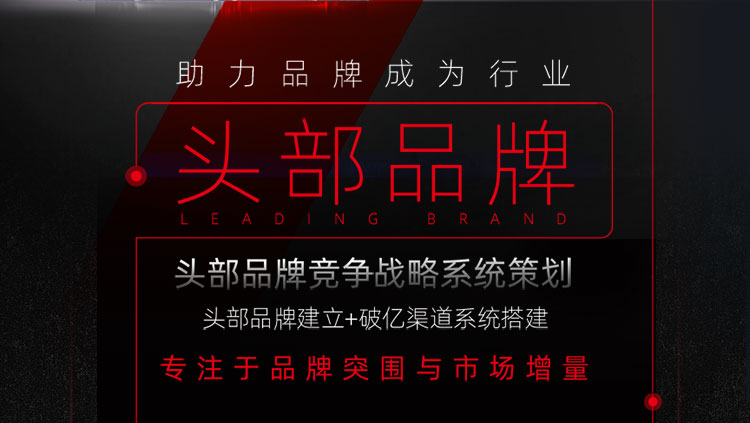 助力品牌成为行业
头部品牌
LEADING BRAND
头部品牌竞争战略系统策划
头部品牌建立+破亿渠道系统搭建
专注于品牌突围与市场增量